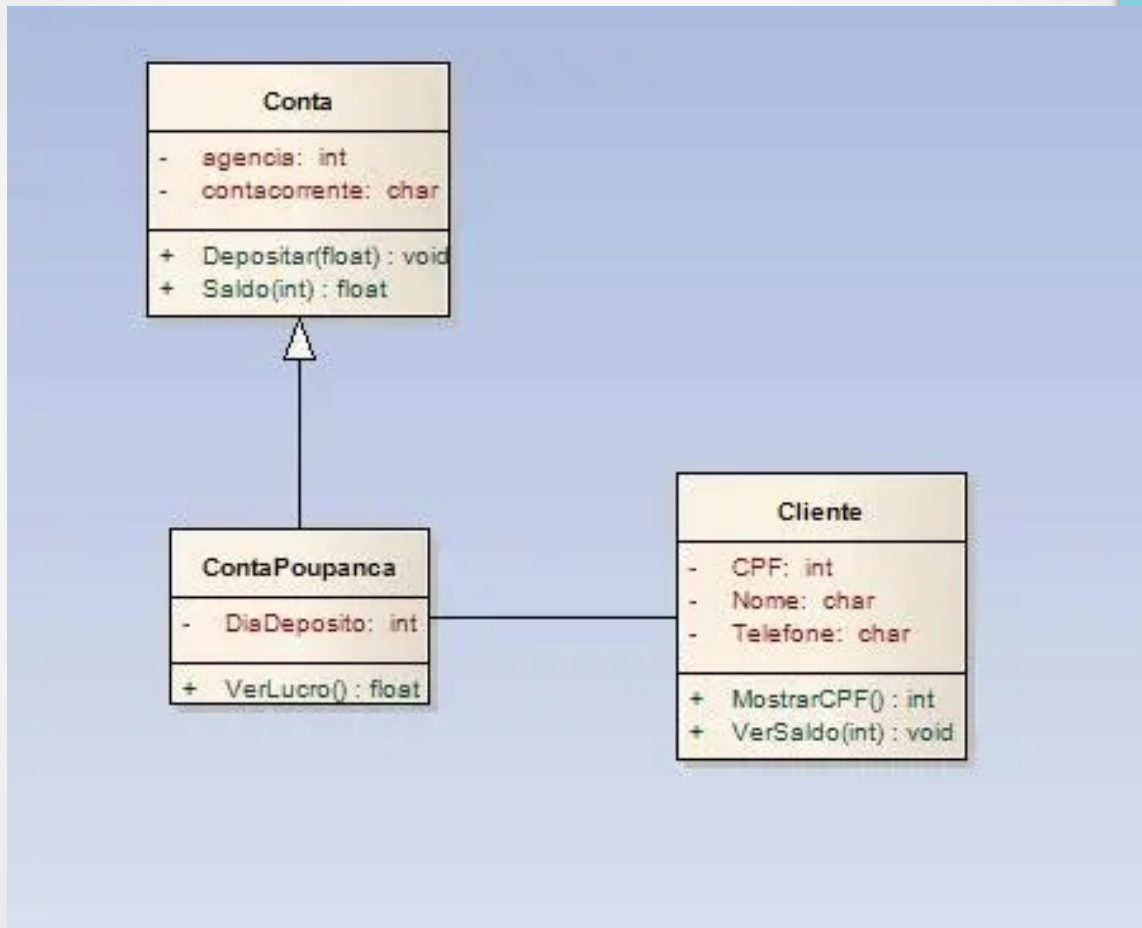 Conta
- agencia: int
- contacorrente: char
+ Depositar(float) : void
+ Saldo(int) : float
ContaPoupanca
- DiaDeposito: int
+ VerLucro() : float
Cliente
- CPF: int
- Nome: char
- Telefone: char
+ MostrarCPF() : int
+ VerSaldo(int) : void